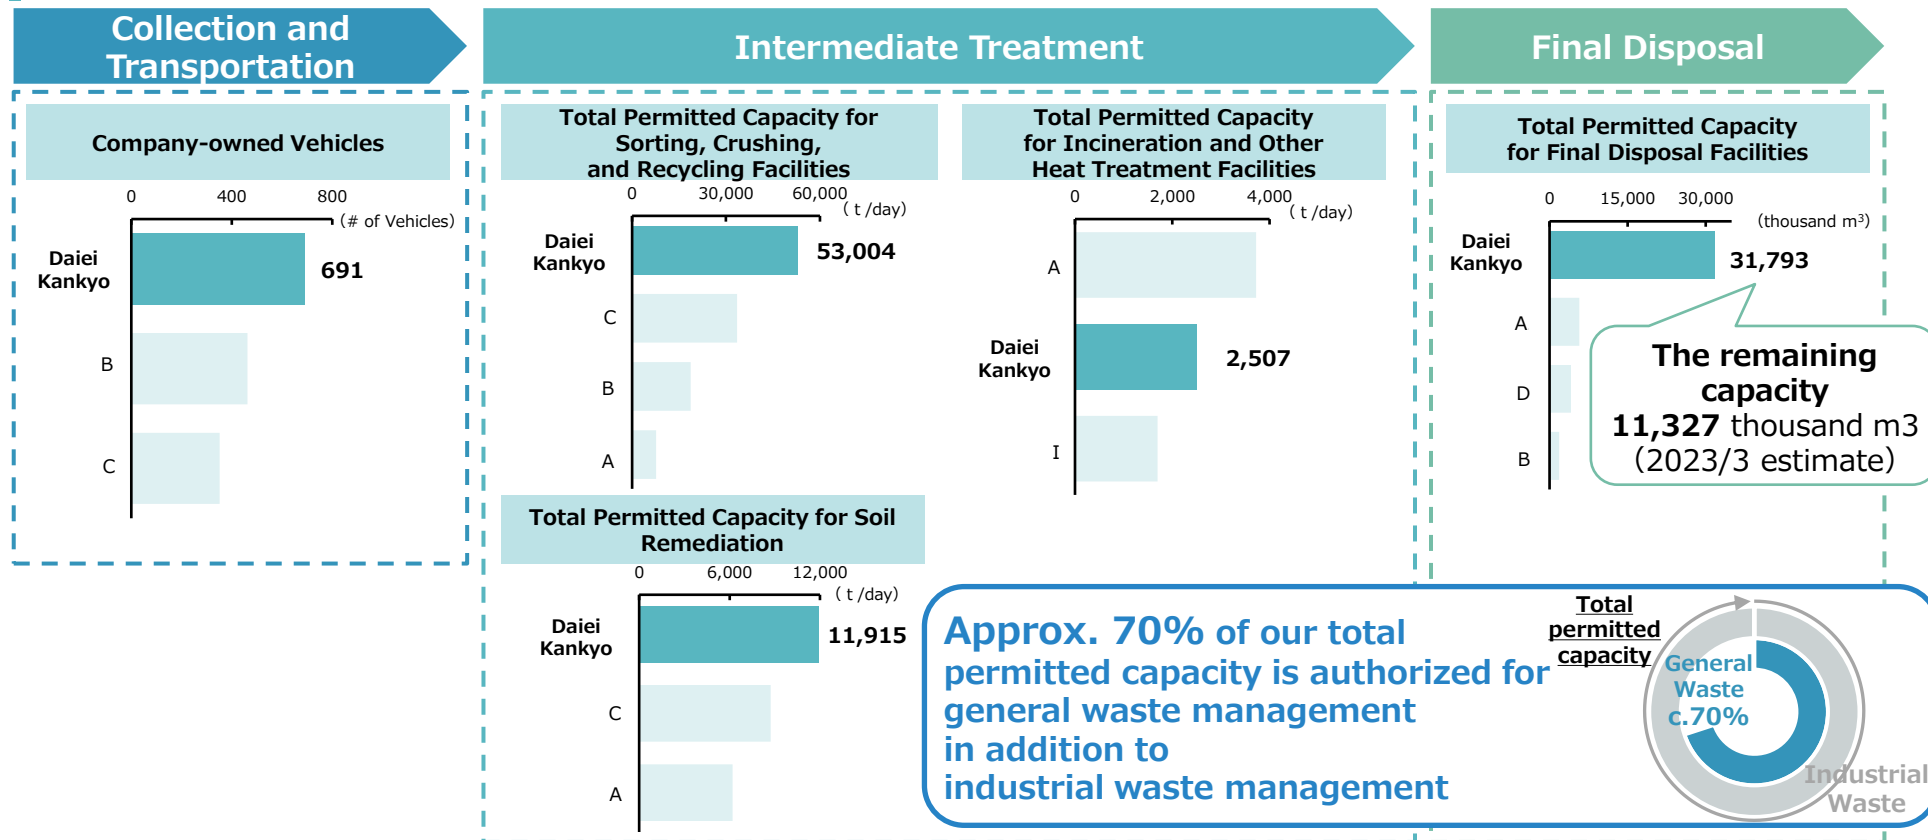 Collection and
Transportation
Intermediate Treatment
Final Disposal
Company-owned Vehicles
0 400 800
(# of Vehicles)
Daiei
Kankyo
691
B
C
Total Permitted Capacity for
Sorting, Crushing,
and Recycling Facilities
0 30,000 60,000
( t /day)
Daiei
Kankyo
53,004
C
B
A
Total Permitted Capacity for Soil
Remediation
0 6,000 12,000
( t /day)
Daiei
Kankyo
11,915
C
A
Total Permitted Capacity
for Incineration and Other
Heat Treatment Facilities
0 2,000 4,000
( t /day)
A
Daiei
Kankyo
2,507
I
Total Permitted Capacity
for Final Disposal Facilities
0 15,000 30,000
(thousand m³)
Daiei
Kankyo
31,793
A
D
B
The remaining
capacity
11,327 thousand m3
(2023/3 estimate)
Approx. 70% of our total
permitted capacity is authorized for
general waste management
in addition to
industrial waste management
Total
permitted
capacity
General
Waste
c.70%
Industrial
Waste